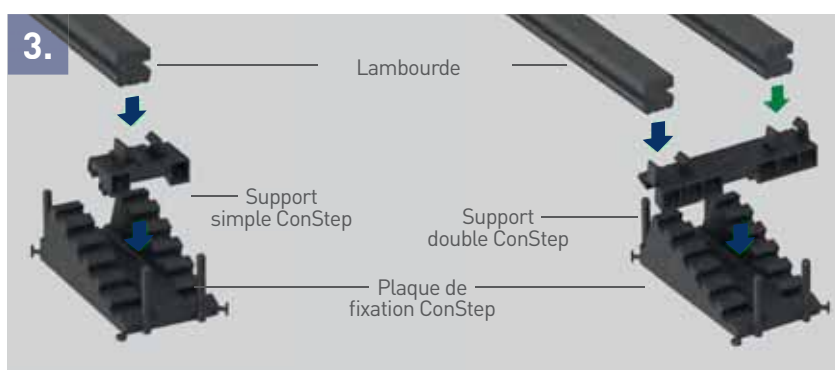 3.
Lambourde
Support
simple ConStep
Support
double ConStep
Plaque de
fixation ConStep